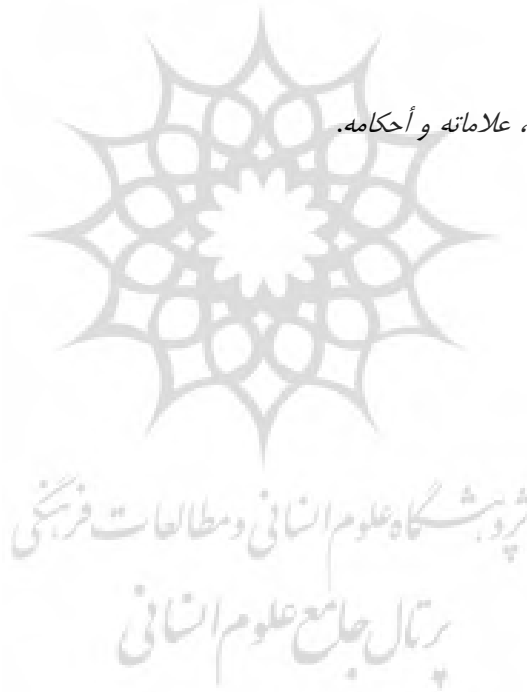 ، علاماته و أحكامه.
پژوهشگاه علوم انسانی و مطالعات فرهنگی
پرتال جامع علوم انسانی